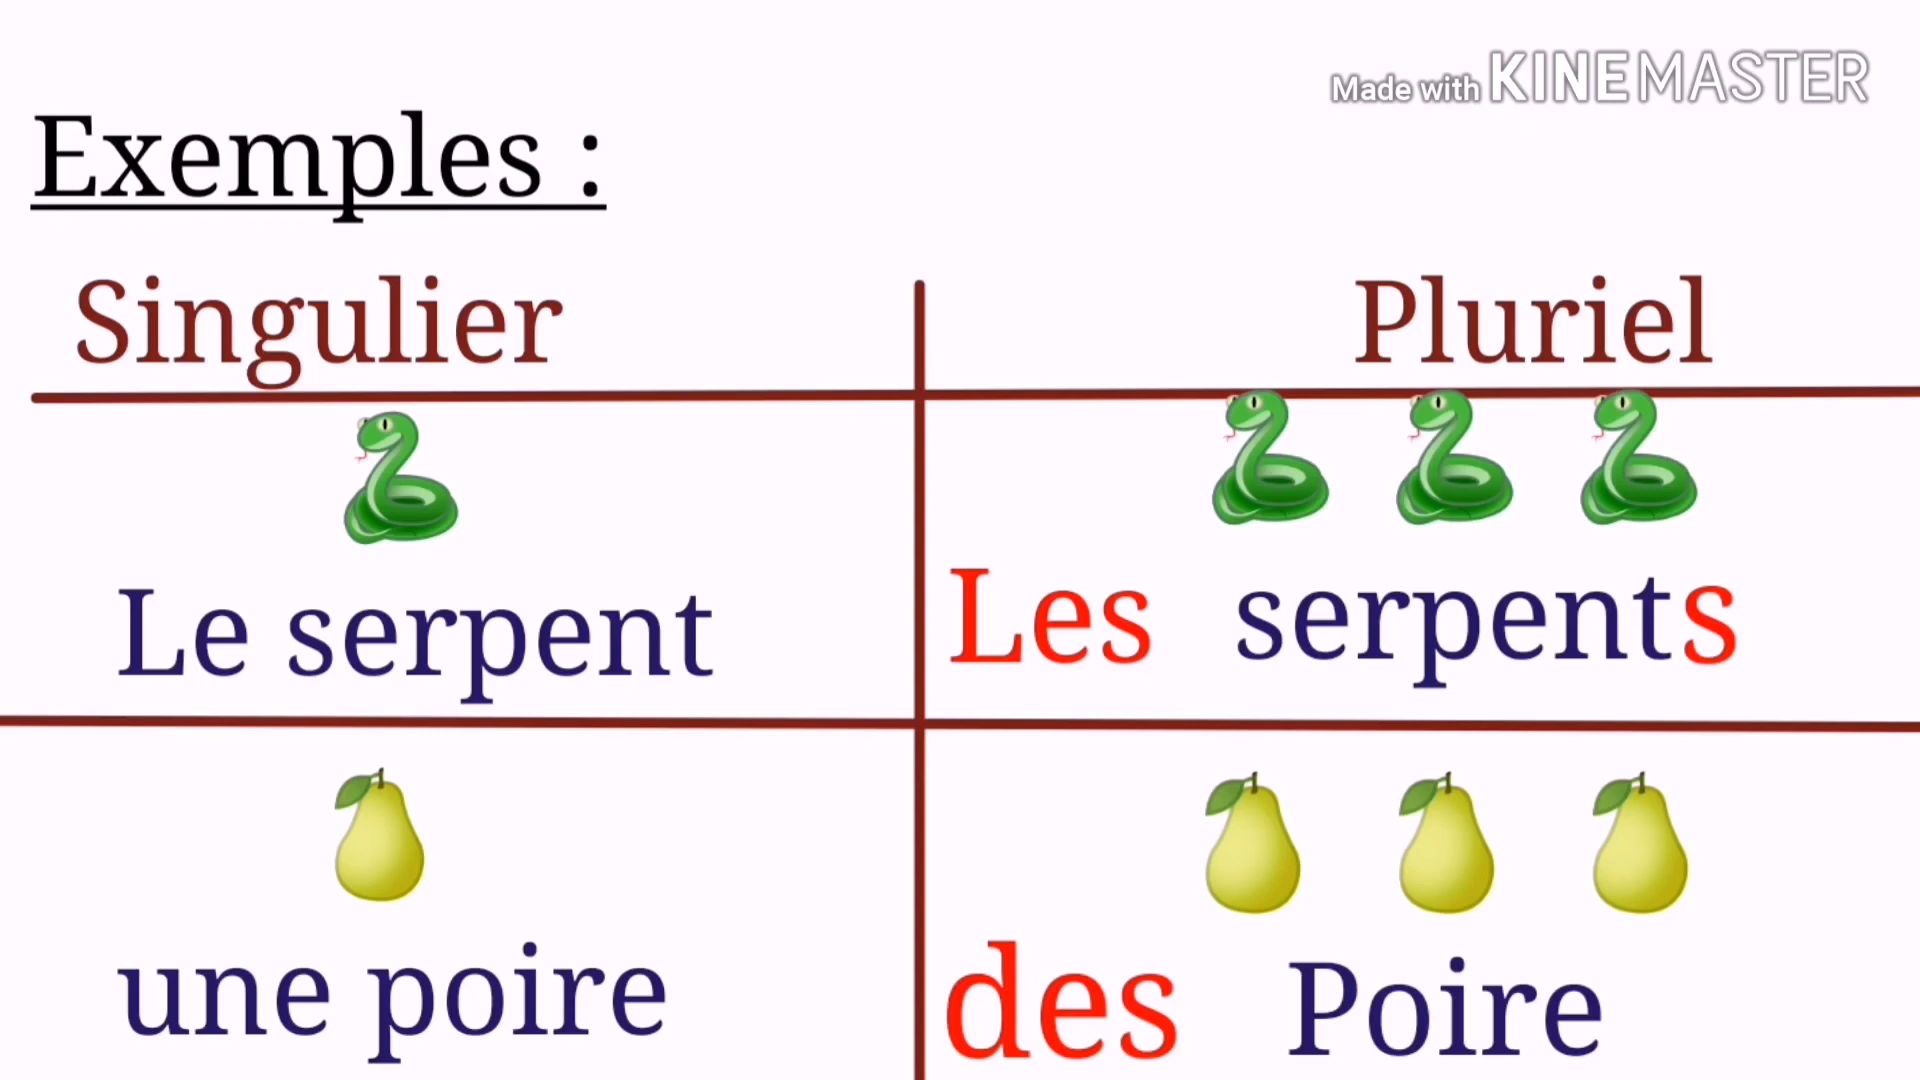 Made with KINEMASTER
Exemples :
Singulier Pluriel
Le serpent Les serpents
une poire des Poire